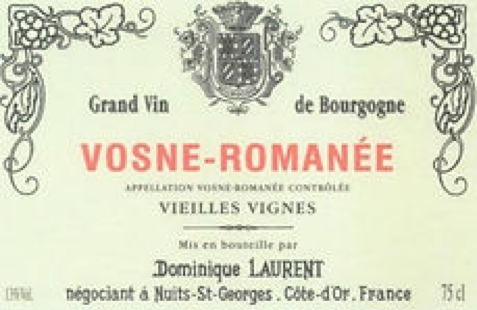 Grand Vin de Bourgogne
VOSNE-ROMANÉE
APPELLATION VOSNE-ROMANÉE CONTRÔLÉE
VIEILLES VIGNES
Mis en bouteille par
Dominique LAURENT
13%Vol. négociant à Nuits-St-Georges . Côte-d'Or . France 75 cl